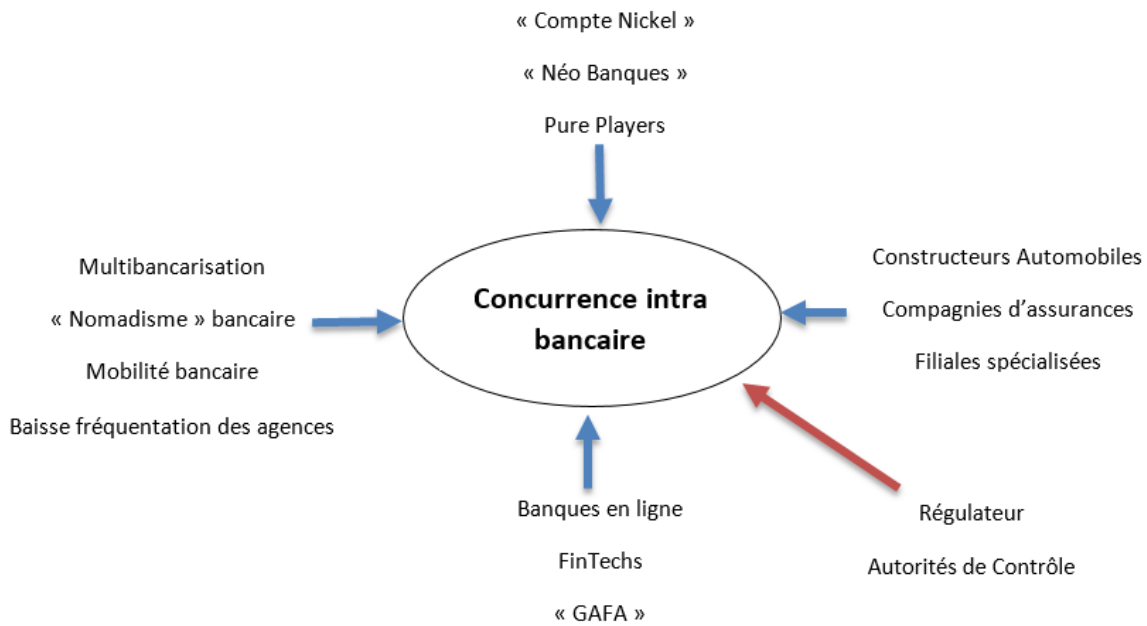 « Compte Nickel »
« Néo Banques »
Pure Players
Multibancarisation
« Nomadisme » bancaire
Mobilité bancaire
Baisse fréquentation des agences
Concurrence intra
bancaire
Constructeurs Automobiles
Compagnies d’assurances
Filiales spécialisées
Banques en ligne
FinTechs
« GAFA »
Régulateur
Autorités de Contrôle